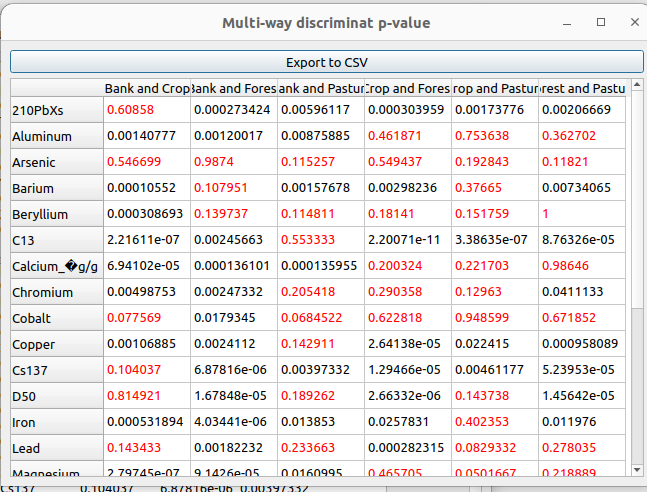 Multi-way discriminat p-value
Export to CSV
Bank and Crop Bank and Fores ank and Pastur Crop and Fores rop and Pastur rest and Pastu
210PbXs 0.60858 0.000273424 0.00596117 0.000303959 0.00173776 0.00206669
Aluminum 0.00140777 0.00120017 0.00875885 0.461871 0.753638 0.362702
Arsenic 0.546699 0.9874 0.115257 0.549437 0.192843 0.11821
Barium 0.00010552 0.107951 0.00157678 0.00298236 0.37665 0.00734065
Beryllium 0.000308693 0.139737 0.114811 0.18141 0.151759 1
C13 2.21611e-07 0.00245663 0.553333 2.20071e-11 3.38635e-07 8.76326e-05
Calcium_�g/g 6.94102e-05 0.000136101 0.000135955 0.200324 0.221703 0.98646
Chromium 0.00498753 0.00247332 0.205418 0.290358 0.12963 0.0411133
Cobalt 0.077569 0.0179345 0.0684522 0.622818 0.948599 0.671852
Copper 0.00106885 0.0024112 0.142911 2.64138e-05 0.022415 0.000958089
Cs137 0.104037 6.87816e-06 0.00397332 1.29466e-05 0.00461177 5.23953e-05
D50 0.814921 1.67848e-05 0.189262 2.66332e-06 0.143738 1.45642e-05
Iron 0.000531894 4.03441e-06 0.013853 0.0257831 0.402353 0.011976
Lead 0.143433 0.00182232 0.233663 0.000282315 0.0829332 0.278035
Magnesium 2.79745e-07 9.1426e-05 0.0160995 0.465705 0.0501667 0.218889
Cs137 0.104037 6.87816e-06 0.00397332